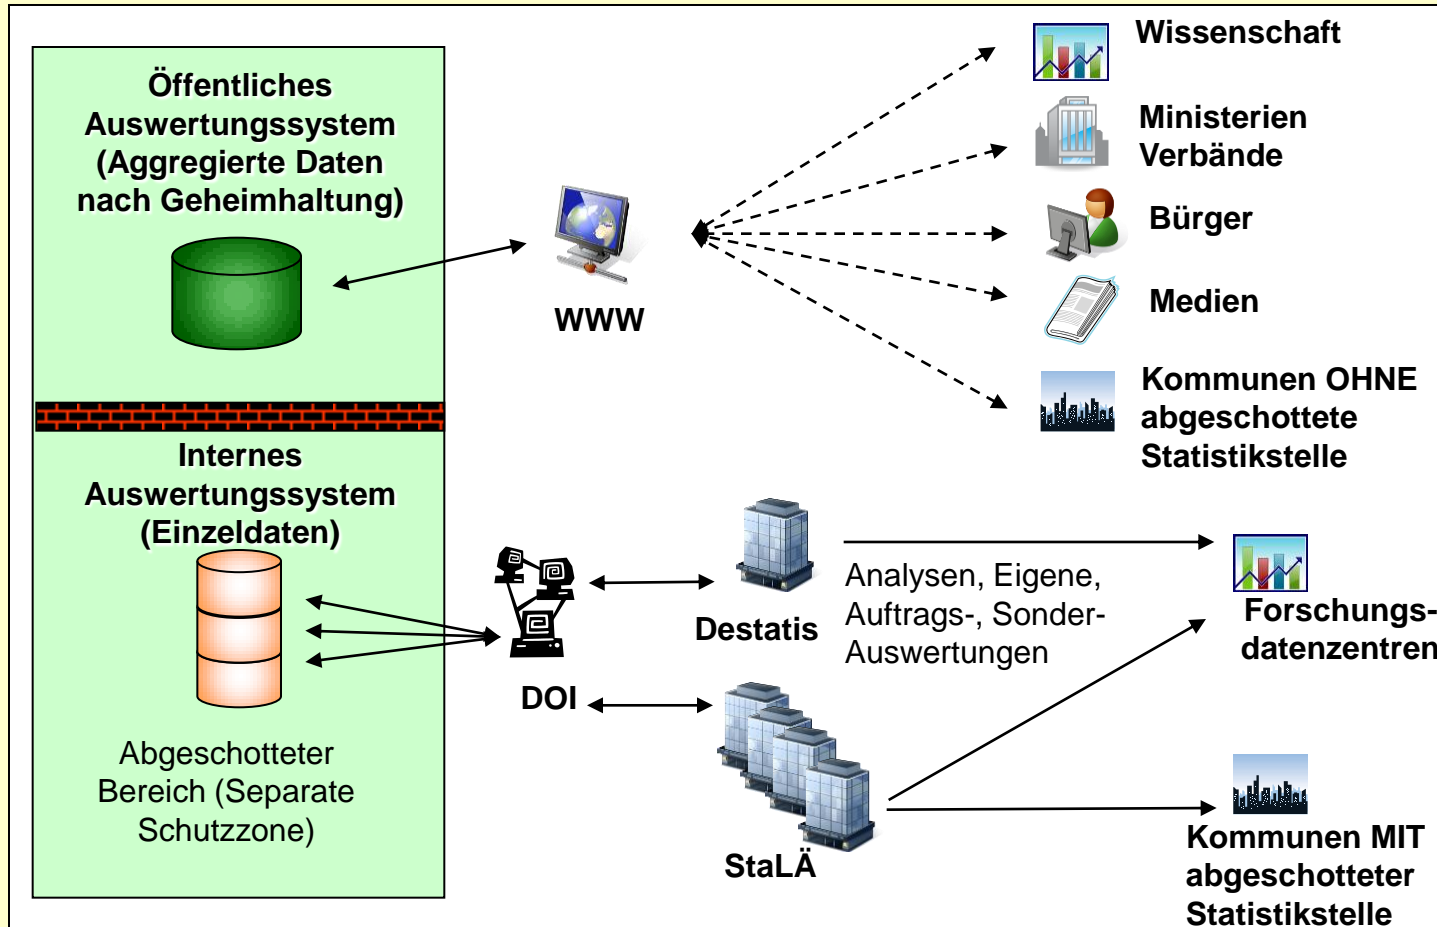 Öffentliches
Auswertungssystem
(Aggregierte Daten
nach Geheimhaltung)
WWW
Wissenschaft
Ministerien
Verbände
Bürger
Medien
Kommunen OHNE
abgeschottete
Statistikstelle
Internes
Auswertungssystem
(Einzeldaten)
Abgeschotteter
Bereich (Separate
Schutzzone)
DOI
Destatis
Analysen, Eigene,
Auftrags-, Sonder-
Auswertungen
StaLÄ
Forschungs-
datenzentren
Kommunen MIT
abgeschotteter
Statistikstelle